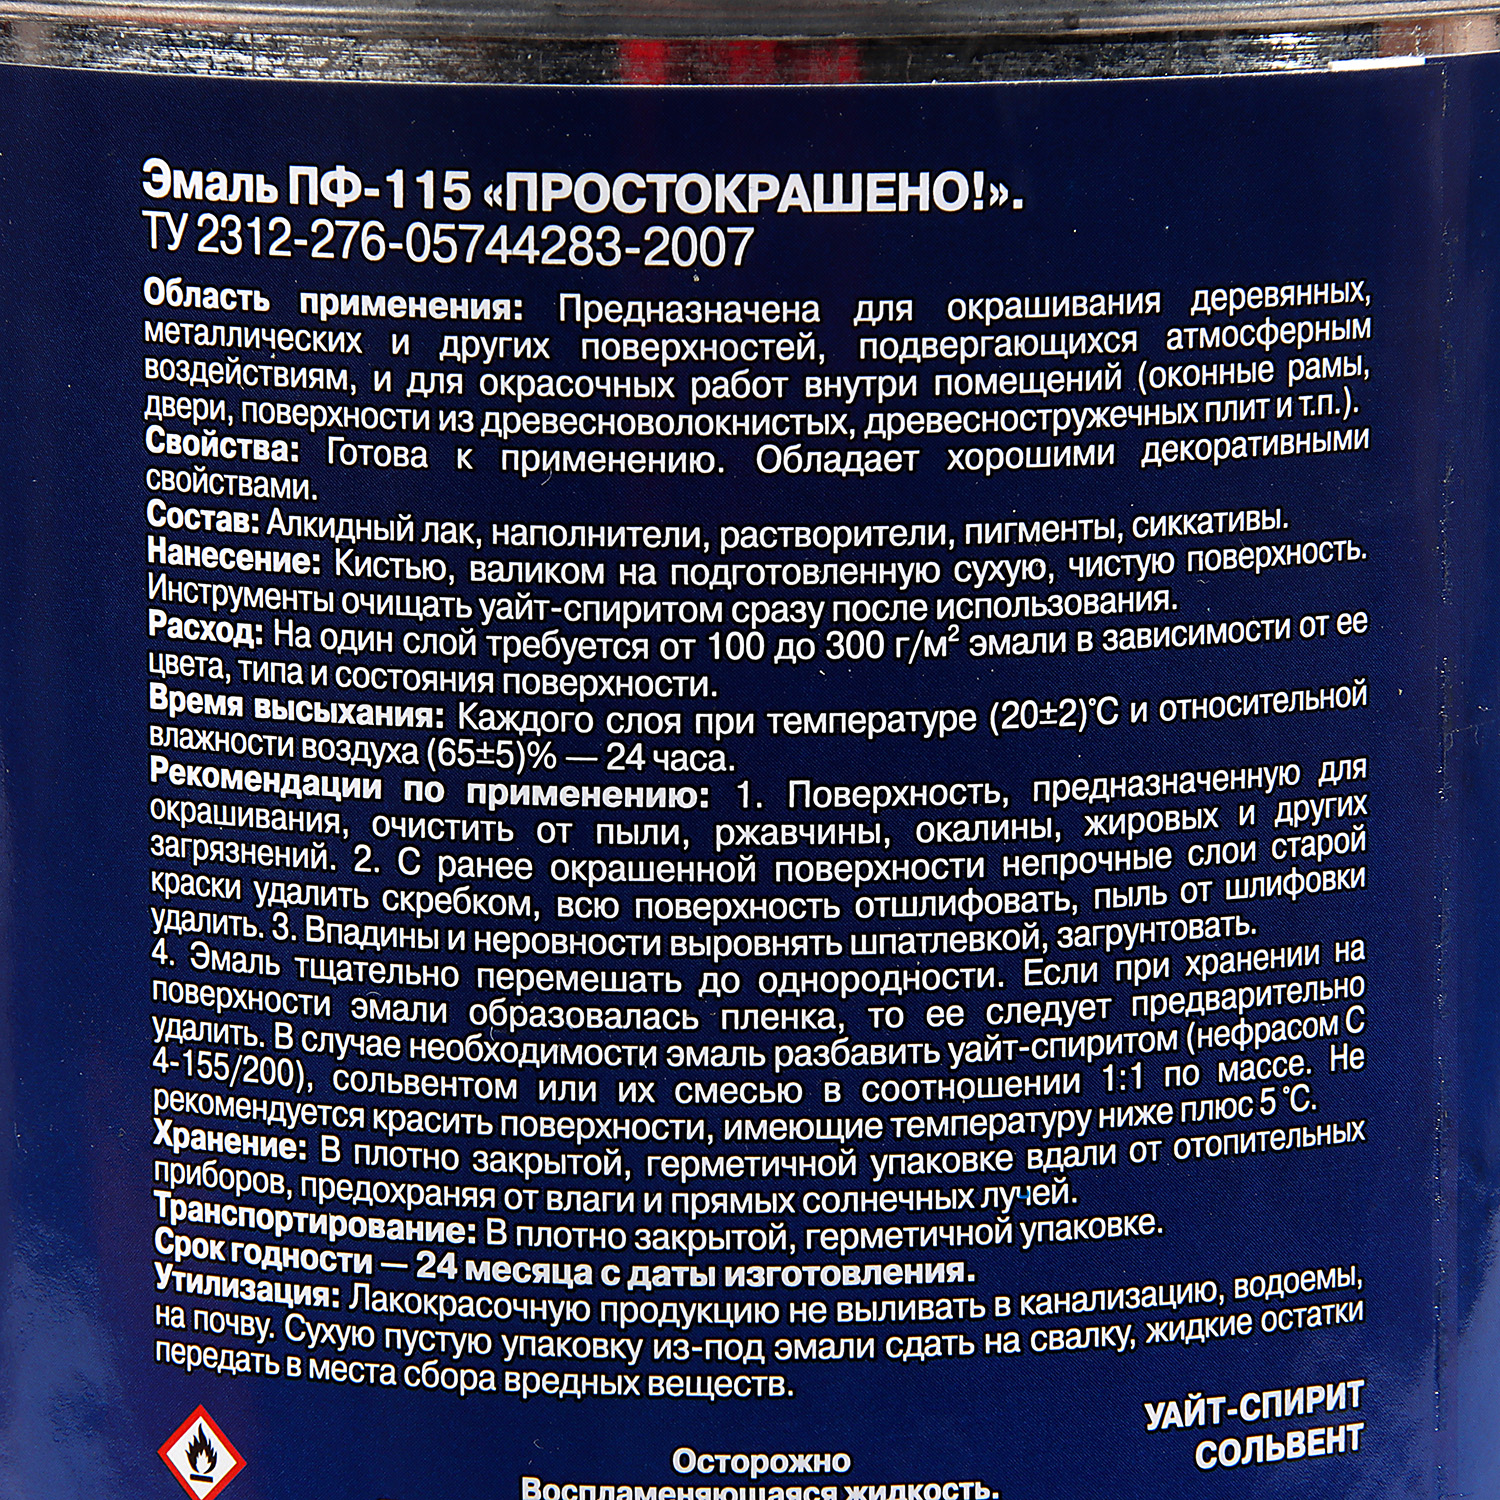 Эмаль ПФ-115 «ПРОСТОКРАШЕНО!».
ТУ 2312-276-05744283-2007
Область применения: Предназначена для окрашивания деревянных,
металлических и других поверхностей, подвергающихся атмосферным
воздействиям, и для окрасочных работ внутри помещений (оконные рамы,
двери, поверхности из древесноволокнистых, древесностружечных плит и т.п.).
Свойства: Готова к применению. Обладает хорошими декоративными
свойствами.
Состав: Алкидный лак, наполнители, растворители, пигменты, сиккативы.
Нанесение: Кистью, валиком на подготовленную сухую, чистую поверхность.
Инструменты очищать уайт-спиритом сразу после использования.
Расход: На один слой требуется от 100 до 300 г/м² эмали в зависимости от ее
цвета, типа и состояния поверхности.
Время высыхания: Каждого слоя при температуре (20±2)°С и относительной
влажности воздуха (65±5)% — 24 часа.
Рекомендации по применению: 1. Поверхность, предназначенную для
окрашивания, очистить от пыли, ржавчины, окалины, жировых и других
загрязнений. 2. С ранее окрашенной поверхности непрочные слои старой
краски удалить скребком, всю поверхность отшлифовать, пыль от шлифовки
удалить. 3. Впадины и неровности выровнять шпатлевкой, загрунтовать.
4. Эмаль тщательно перемешать до однородности. Если при хранении на
поверхности эмали образовалась пленка, то ее следует предварительно
удалить. В случае необходимости эмаль разбавить уайт-спиритом (нефрасом С
4-155/200), сольвентом или их смесью в соотношении 1:1 по массе. Не
рекомендуется красить поверхности, имеющие температуру ниже плюс 5 °С.
Хранение: В плотно закрытой, герметичной упаковке вдали от отопительных
приборов, предохраняя от влаги и прямых солнечных лучей.
Транспортирование: В плотно закрытой, герметичной упаковке.
Срок годности — 24 месяца с даты изготовления.
Утилизация: Лакокрасочную продукцию не выливать в канализацию, водоемы,
на почву. Сухую пустую упаковку из-под эмали сдать на свалку, жидкие остатки
передать в места сбора вредных веществ.
УАЙТ-СПИРИТ
СОЛЬВЕНТ
Осторожно
Воспламеняющаяся жидкость.